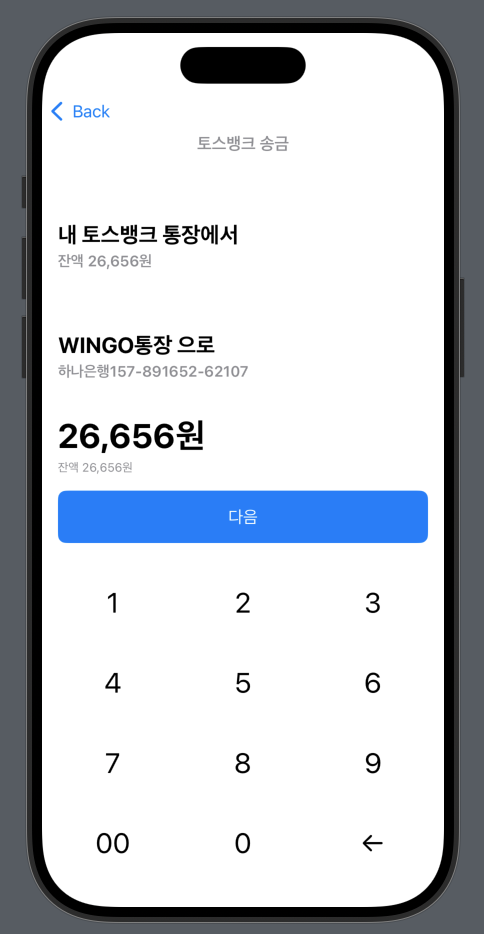 Back
토스뱅크 송금
내 토스뱅크 통장에서
잔액 26,656원
WINGO통장 으로
하나은행157-891652-62107
26,656원
잔액 26,656원
다음
1 2 3
4 5 6
7 8 9
00 0 ←